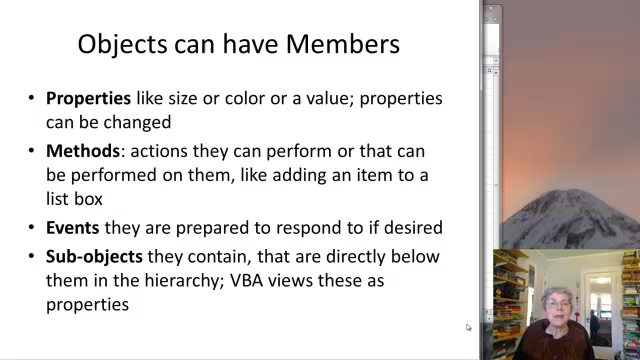 Objects can have Members
• Properties like size or color or a value; properties
can be changed
• Methods: actions they can perform or that can
be performed on them, like adding an item to a
list box
• Events they are prepared to respond to if desired
• Sub-objects they contain, that are directly below
them in the hierarchy; VBA views these as
properties